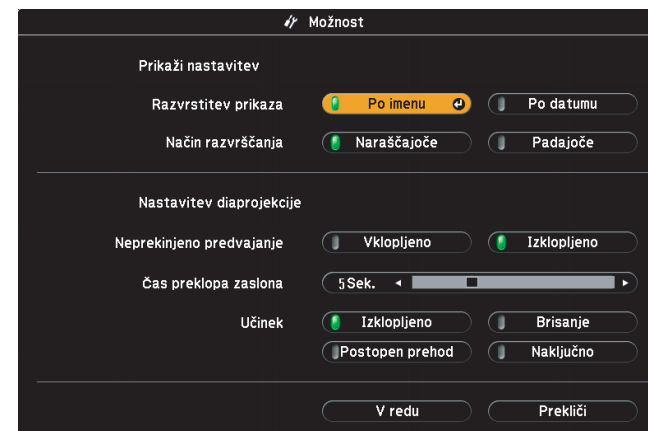 Možnost
Prikaži nastavitev
Razvrstitev prikaza Po imenu Po datumu
Način razvrščanja Naraščajoče Padajoče
Nastavitev diaprojekcije
Neprekinjeno predvajanje Vklopljeno Izklopljeno
Čas preklopa zaslona 5Sek.
Učinek Izklopljeno Brisanje
Postopen prehod Naključno
V redu Prekliči